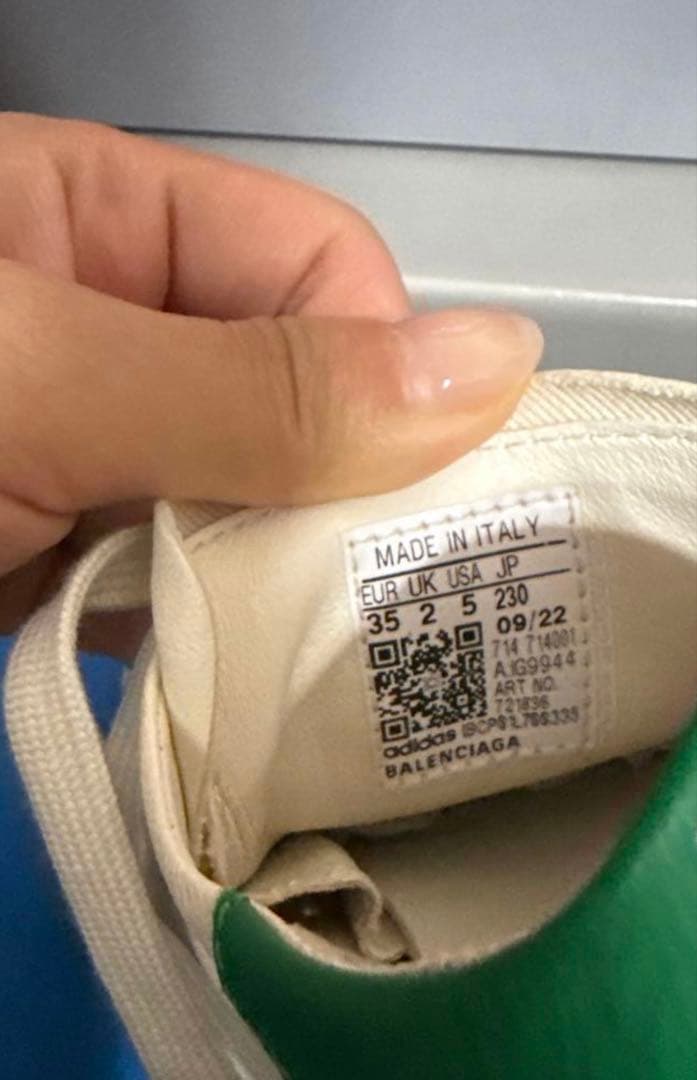 MADE IN ITALY
EUR UK USA JP
35 2 5 230
09/22
714 714001
A.IG9944
ART NO.
721836
adidas
BALENCIAGA